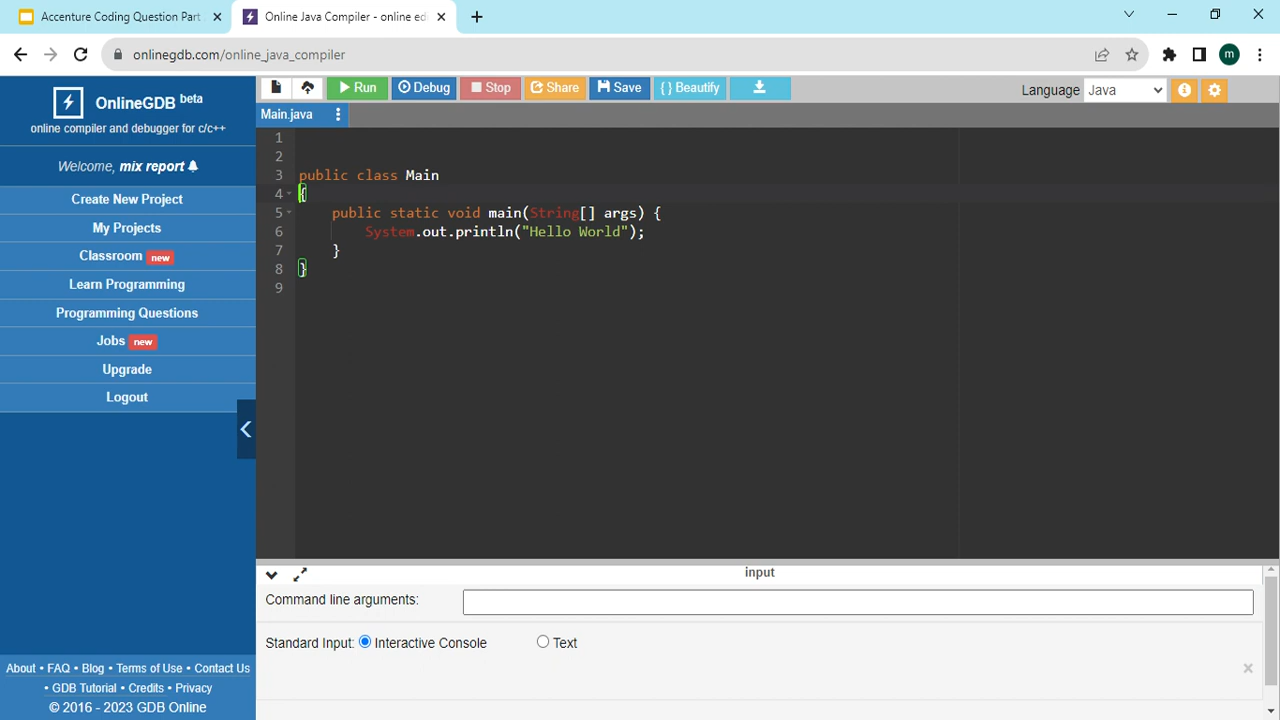 Accenture Coding Question Part
Online Java Compiler - online edi
onlinegdb.com/online_java_compiler
m
OnlineGDB beta
online compiler and debugger for c/c++
Welcome, mix report
Create New Project
My Projects
Classroom new
Learn Programming
Programming Questions
Jobs new
Upgrade
Logout
About • FAQ • Blog • Terms of Use • Contact Us
• GDB Tutorial • Credits • Privacy
© 2016 - 2023 GDB Online
Run Debug Stop Share Save { } Beautify Language Java
Main.java
1
2
3 public class Main
4 {
5 public static void main(String[] args) {
6 System.out.println("Hello World");
7 }
8 }
9
input
Command line arguments:
Standard Input: Interactive Console Text